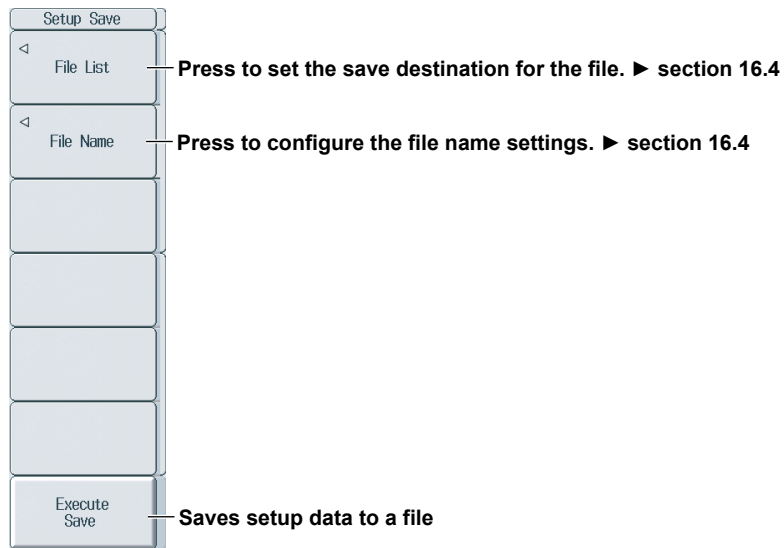 Setup Save
File List
Press to set the save destination for the file. ► section 16.4
File Name
Press to configure the file name settings. ► section 16.4
Execute
Save
Saves setup data to a file